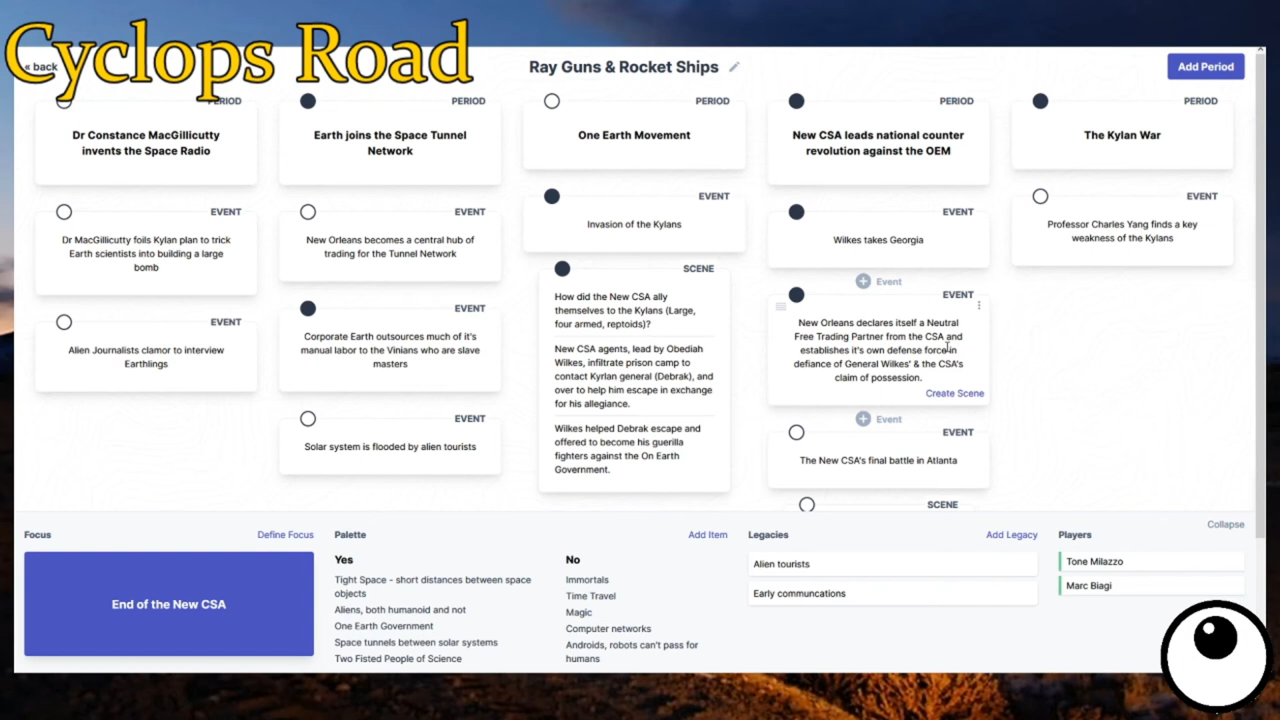 Cyclops Road
« back
Ray Guns & Rocket Ships
Add Period
PERIOD
Dr Constance MacGillicutty
invents the Space Radio
EVENT
Dr MacGillicutty foils Kylan plan to trick
Earth scientists into building a large
bomb
EVENT
Alien Journalists clamor to interview
Earthlings
PERIOD
Earth joins the Space Tunnel
Network
EVENT
New Orleans becomes a central hub of
trading for the Tunnel Network
EVENT
Corporate Earth outsources much of it's
manual labor to the Vinians who are slave
masters
EVENT
Solar system is flooded by alien tourists
PERIOD
One Earth Movement
EVENT
Invasion of the Kylans
SCENE
How did the New CSA ally
themselves to the Kylans (Large,
four armed, reptoids)?
New CSA agents, lead by Obediah
Wilkes, infiltrate prison camp to
contact Kyrlan general (Debrak), and
over to help him escape in exchange
for his allegiance.
Wilkes helped Debrak escape and
offered to become his guerilla
fighters against the On Earth
Government.
PERIOD
New CSA leads national counter
revolution against the OEM
EVENT
Wilkes takes Georgia
Event
EVENT
New Orleans declares itself a Neutral
Free Trading Partner from the CSA and
establishes it's own defense force in
defiance of General Wilkes' & the CSA's
claim of possession.
Create Scene
Event
EVENT
The New CSA's final battle in Atlanta
SCENE
PERIOD
The Kylan War
EVENT
Professor Charles Yang finds a key
weakness of the Kylans
Collapse
Focus
Define Focus
End of the New CSA
Palette
Add Item
Yes
Tight Space - short distances between space
objects
Aliens, both humanoid and not
One Earth Government
Space tunnels between solar systems
Two Fisted People of Science
No
Immortals
Time Travel
Magic
Computer networks
Androids, robots can't pass for
humans
Legacies
Add Legacy
Alien tourists
Early communcations
Players
Tone Milazzo
Marc Biagi